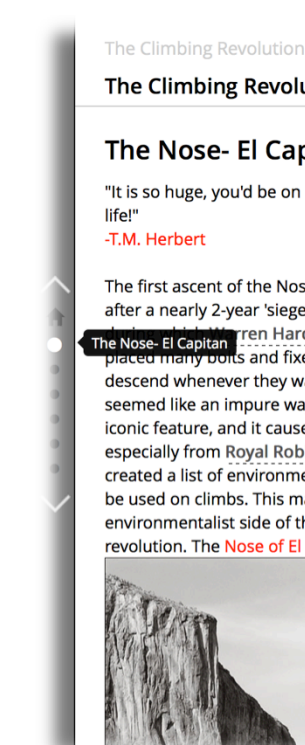 The Climbing Revolution
The Climbing Revolu
The Nose- El Cap
"It is so huge, you'd be on
life!"
-T.M. Herbert
The first ascent of the Nos
after a nearly 2-year 'siege
during which Warren Hard
The Nose- El Capitan
placed many bolts and fixe
descend whenever they wa
seemed like an impure wa
iconic feature, and it cause
especially from Royal Rob
created a list of environme
be used on climbs. This ma
environmentalist side of th
revolution. The Nose of El